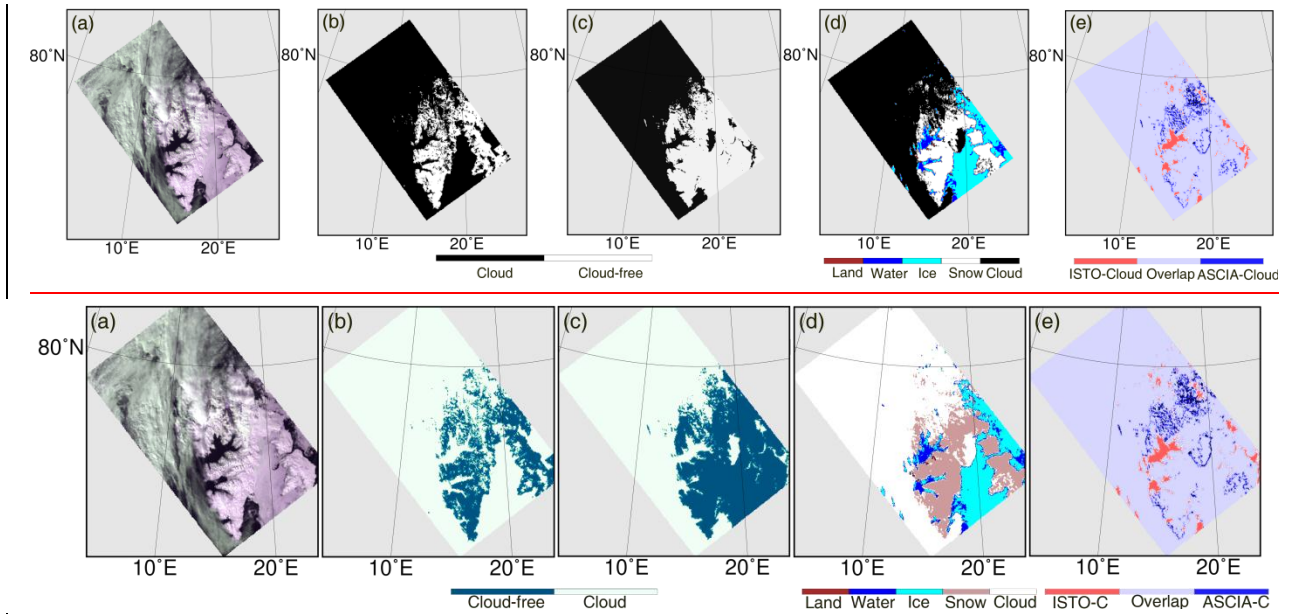 (a) (b) (c) (d) (e)
80˚N 80˚N 80˚N 80˚N
10˚E 20˚E 10˚E 20˚E 10˚E 20˚E 10˚E 20˚E 10˚E 20˚E
Cloud Cloud-free Land Water Ice Snow Cloud ISTO-Cloud Overlap ASCIA-Cloud
(a) (b) (c) (d) (e)
80˚N
10˚E 20˚E 10˚E 20˚E 10˚E 20˚E 10˚E 20˚E 10˚E 20˚E
Cloud-free Cloud Land Water Ice Snow Cloud ISTO-C Overlap ASCIA-C